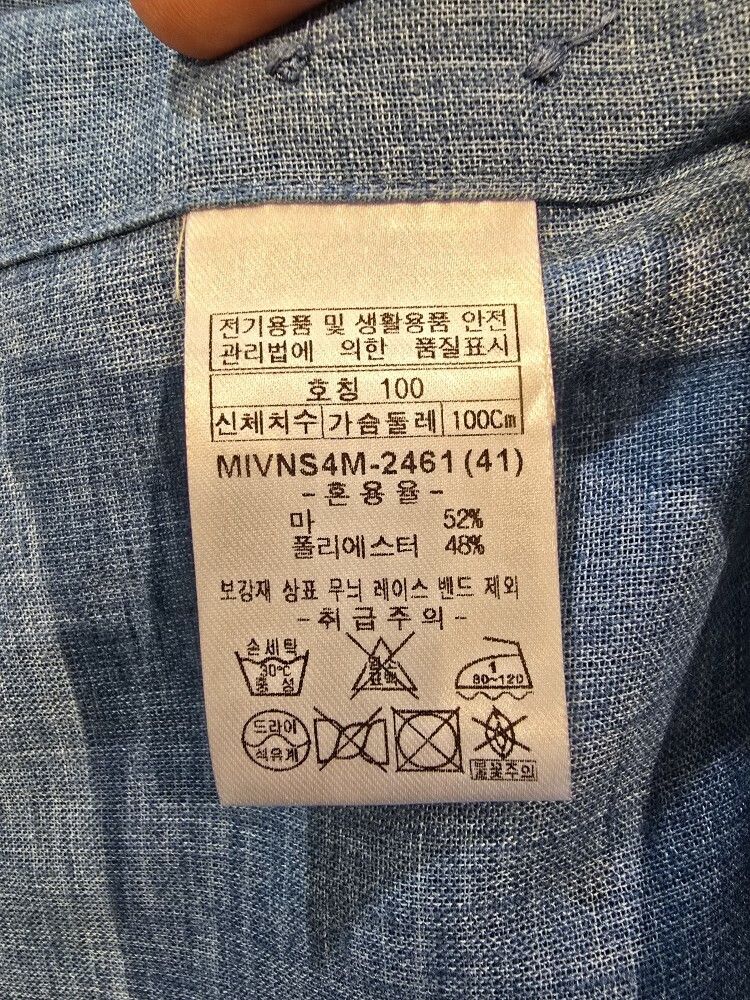 전기용품 및 생활용품 안전
관리법에 의한 품질표시
호칭 100
신체치수 가슴둘레 100Cm
MIVNS4M-2461(41)
-혼용율-
마 52%
폴리에스터 48%
보강재 상표 무늬 레이스 밴드 제외
-취급주의-
손세탁
30℃
중성
표백
1
80~120
드라이
석유계
불꽃주의